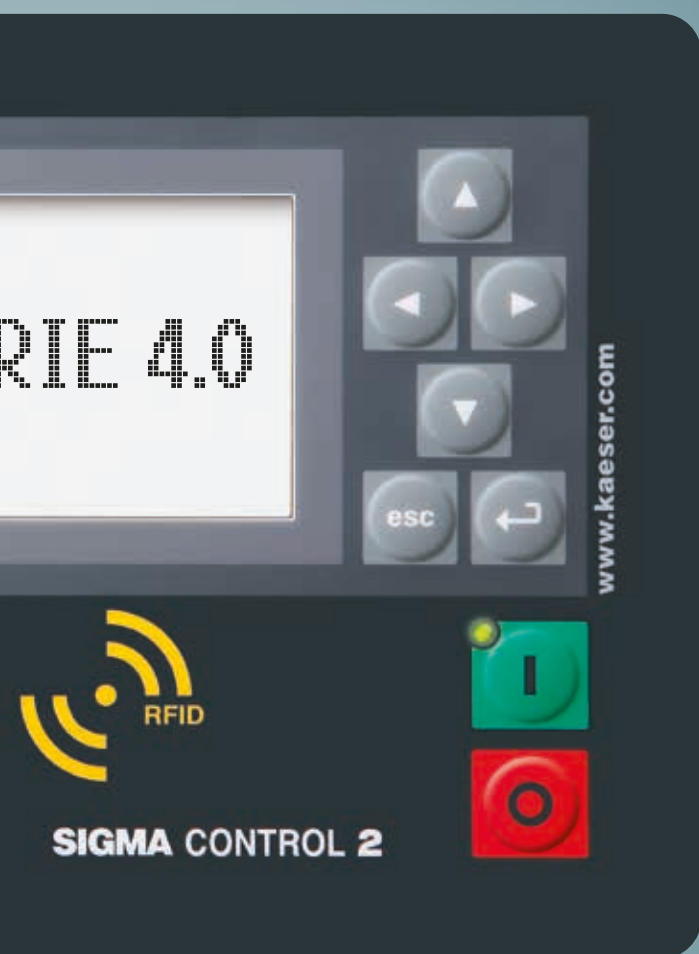 RIE 4.0
esc
www.kaeser.com
RFID
I
O
SIGMA CONTROL 2